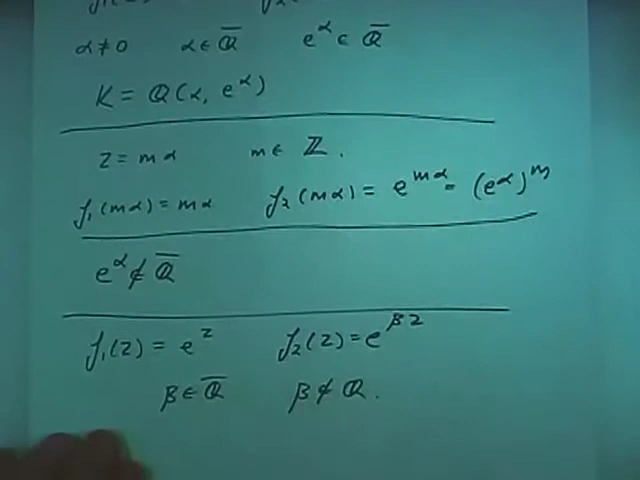 α ≠ 0 α ∈ Q̅ e^α ∈ Q̅
K = Q(α, e^α)
z = mα m ∈ ℤ.
f₁(mα) = mα f₂(mα) = e^{mα} = (e^α)^m
e^α ∉ Q̅
f₁(z) = e^z f₂(z) = e^{βz}
β ∈ Q̅ β ∉ Q.